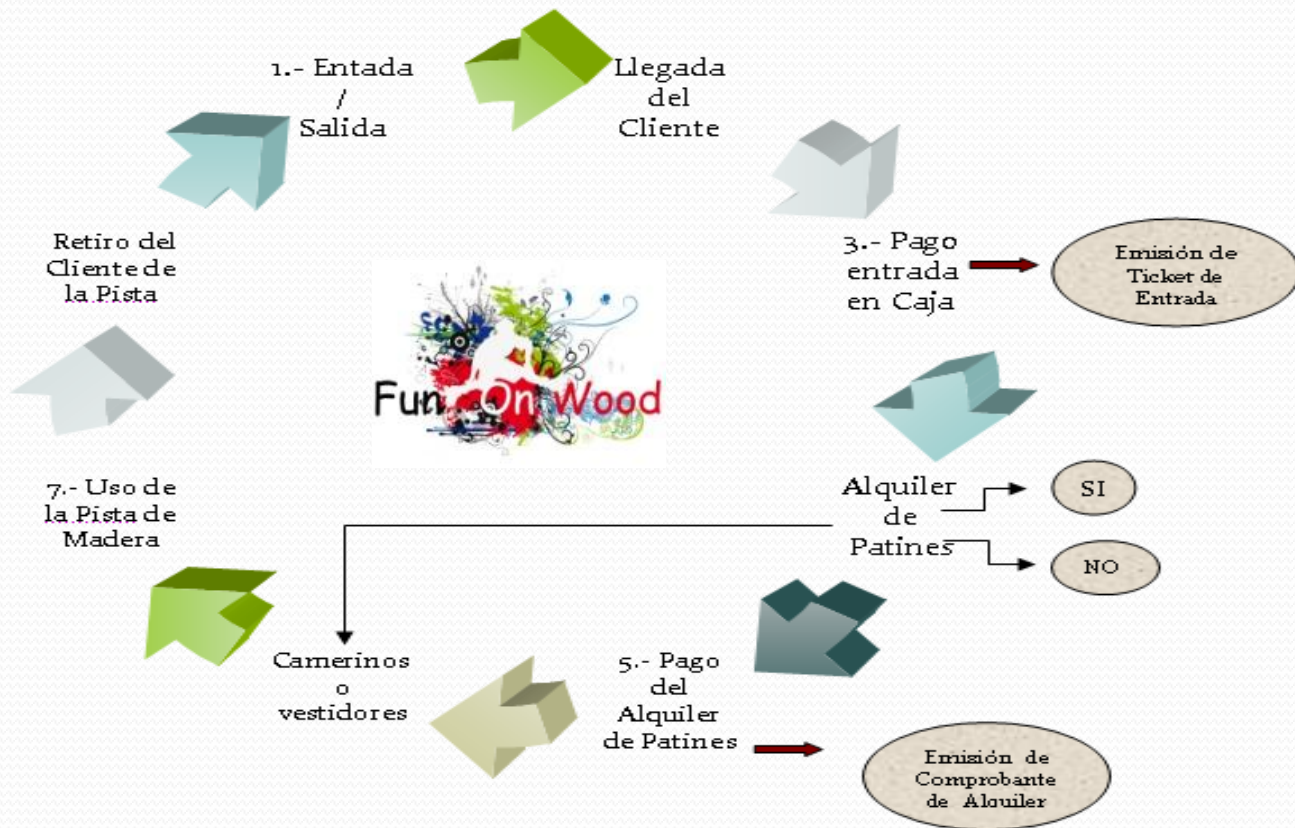 1.- Entada
/
Salida
Llegada
del
Cliente
3.- Pago
entrada
en Caja
Emisión de
Ticket de
Entrada
Alquiler
de
Patines
SI
NO
5.- Pago
del
Alquiler
de Patines
Emisión de
Comprobante
de Alquiler
Camerinos
o
vestidores
7.- Uso de
la Pista de
Madera
Retiro del
Cliente de
la Pista
Fun On Wood